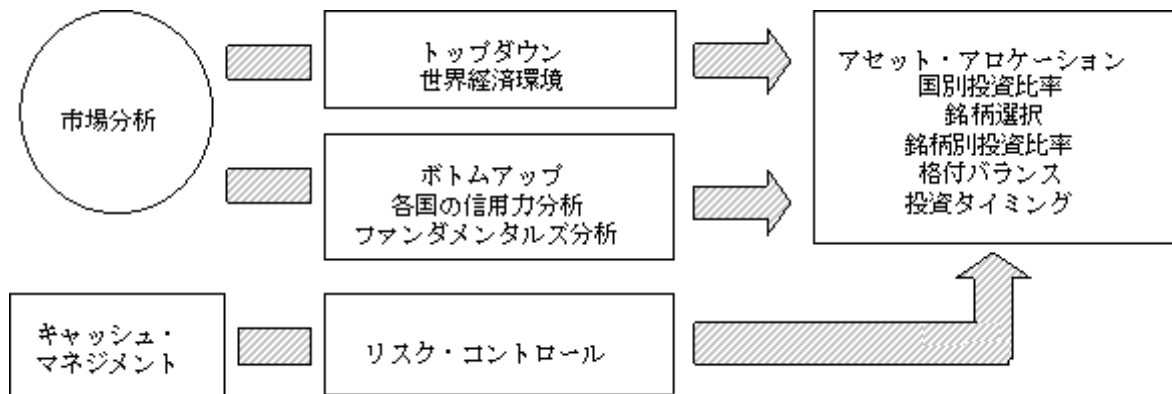 市場分析
トップダウン
世界経済環境
ボトムアップ
各国の信用力分析
ファンダメンタルズ分析
アセット・アロケーション
国別投資比率
銘柄選択
銘柄別投資比率
格付バランス
投資タイミング
キャッシュ・
マネジメント
リスク・コントロール